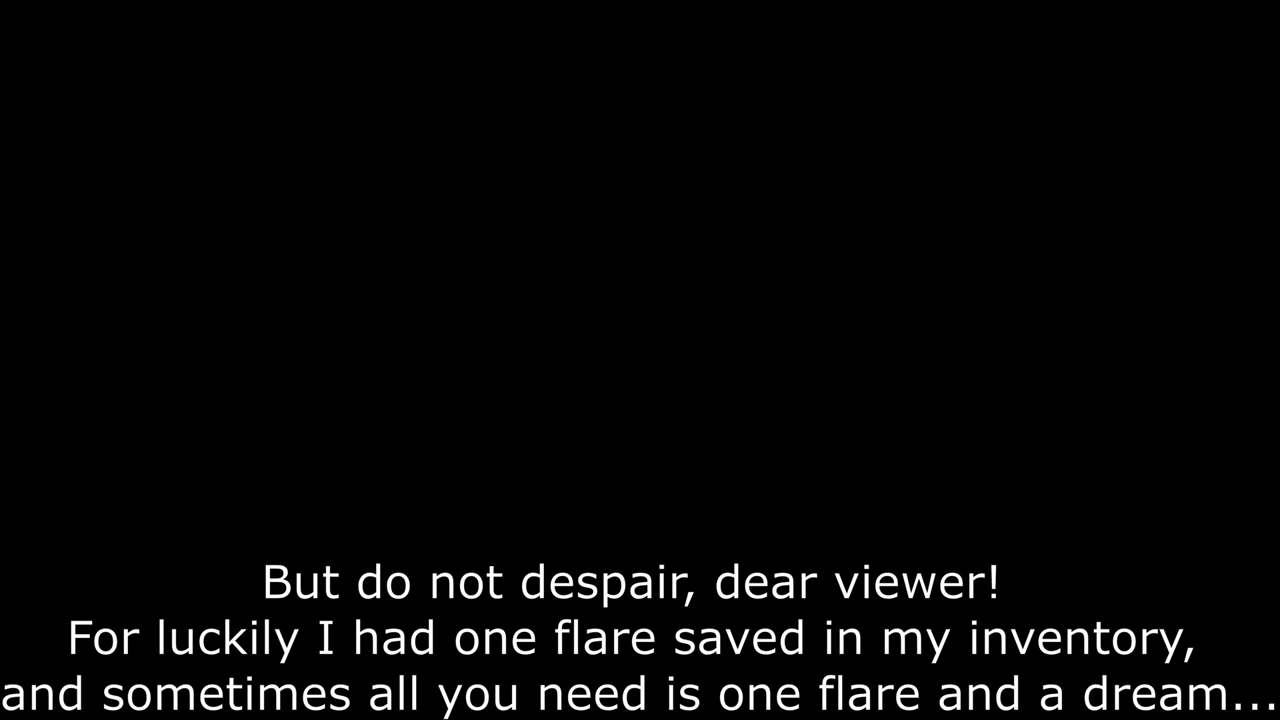 But do not despair, dear viewer!
For luckily I had one flare saved in my inventory,
and sometimes all you need is one flare and a dream...